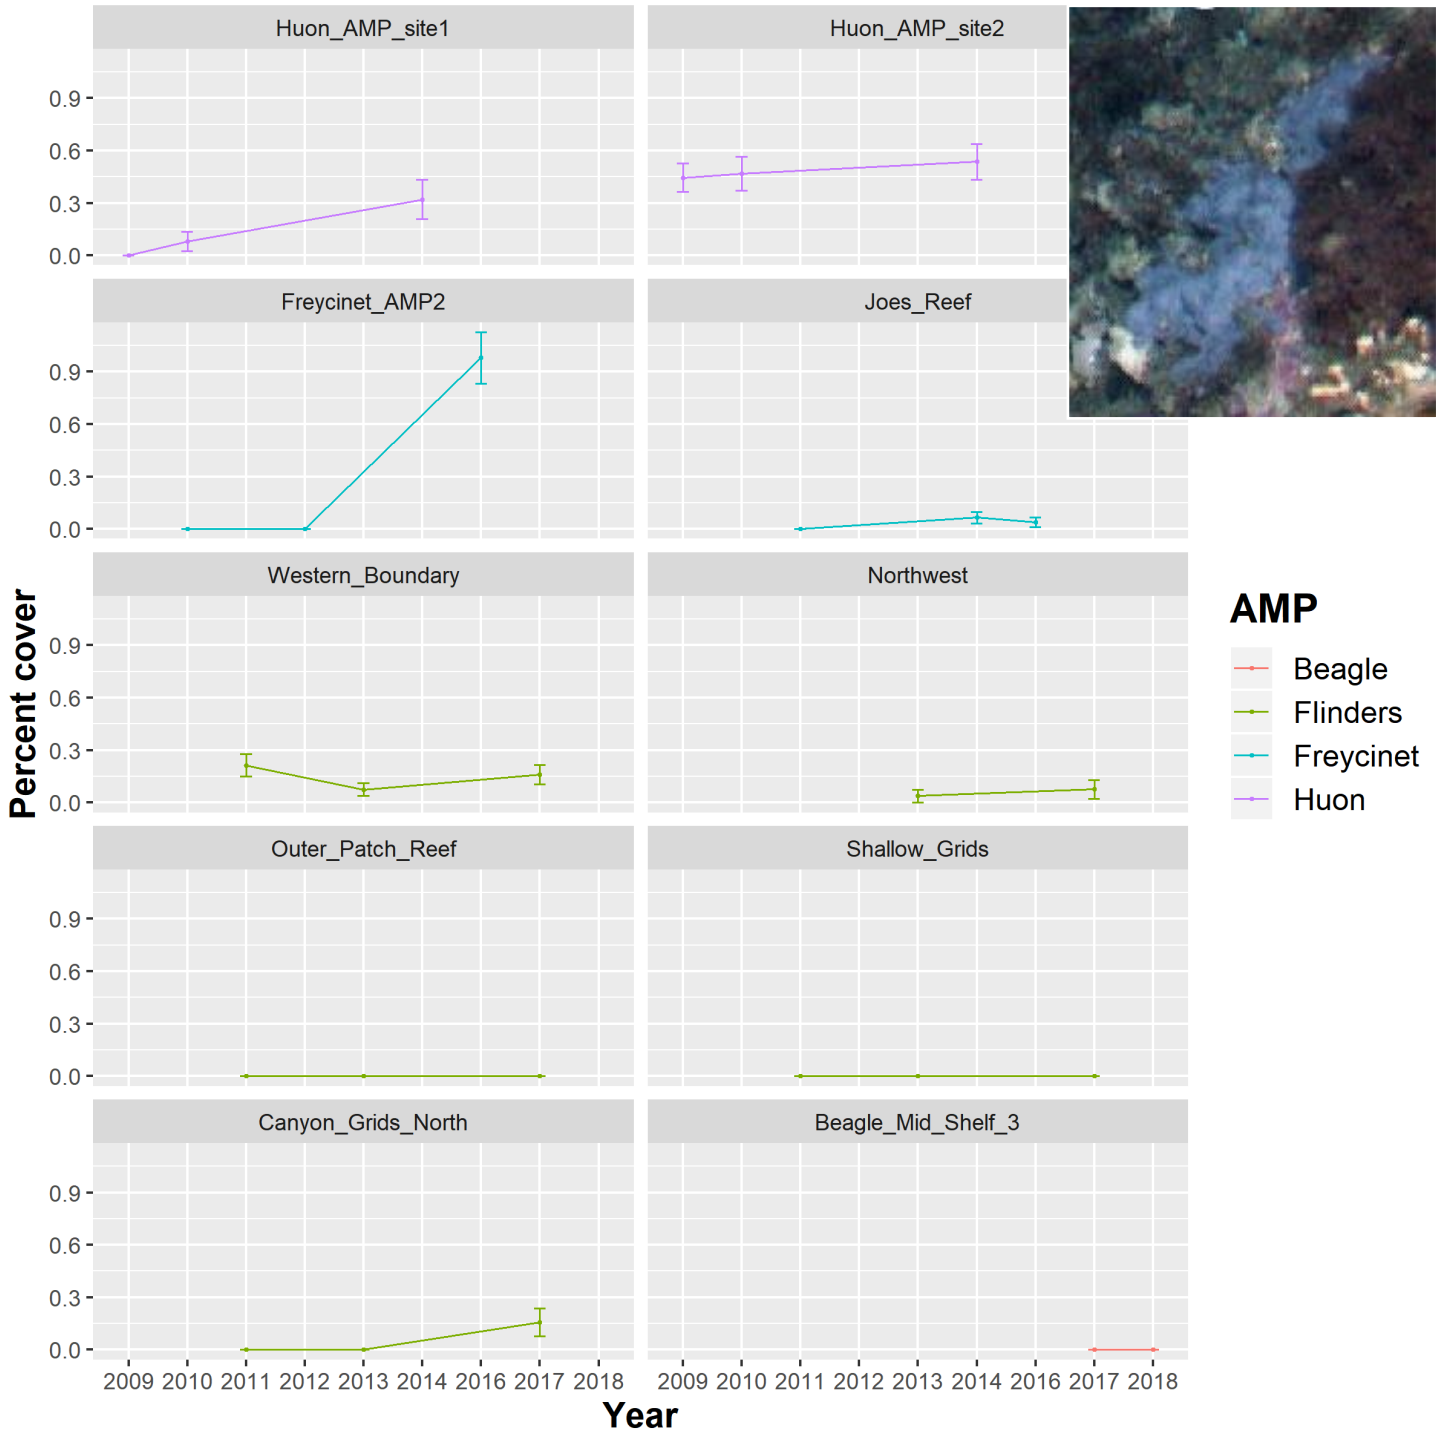 Huon_AMP_site1
Huon_AMP_site2
0.9
0.6
0.3
0.0
Freycinet_AMP2
Joes_Reef
0.9
0.6
0.3
0.0
Western_Boundary
Northwest
0.9
0.6
0.3
0.0
Outer_Patch_Reef
Shallow_Grids
0.9
0.6
0.3
0.0
Canyon_Grids_North
Beagle_Mid_Shelf_3
0.9
0.6
0.3
0.0
2009 2010 2011 2012 2013 2014 2016 2017 2018
2009 2010 2011 2012 2013 2014 2016 2017 2018
Year
Percent cover
AMP
Beagle
Flinders
Freycinet
Huon